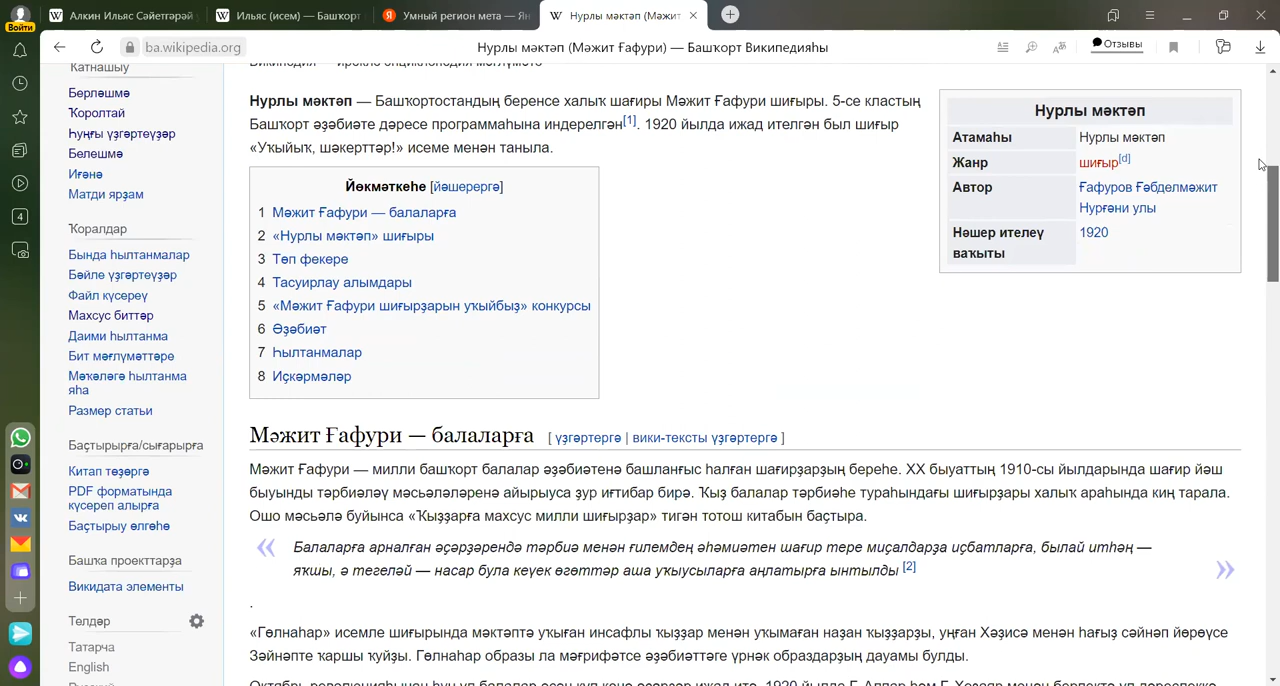 Алкин Ильяс Сәйетгәрәй
Ильяс (исем) — Башҡорт
Умный регион мета — Ян
Нурлы мәктәп (Мәжит
Войти
ba.wikipedia.org
Нурлы мәктәп (Мәжит Ғафури) — Башҡорт Википедияһы
Отзывы
4
Ҡатнашыу
Берләшмә
Ҡоролтай
Һуңғы үҙгәртеүҙәр
Белешмә
Иғәнә
Матди ярҙам
Ҡоралдар
Бында һылтанмалар
Бәйле үҙгәртеүҙәр
Файл күсереү
Махсус биттәр
Даими һылтанма
Бит мәғлүмәттәре
Мәҡәләгә һылтанма
яһа
Размер статьи
Баҫтырырға/сығарырға
Китап төҙөргә
PDF форматында
күсереп алырға
Баҫтырыу өлгөһө
Башҡа проекттарҙа
Викидата элементы
Телдәр
Татарча
English
Википедия — ирекле энциклопедия мәғлүмәте
Нурлы мәктәп — Башҡортостандың беренсе халыҡ шағиры Мәжит Ғафури шиғыры. 5-се кластың
Башҡорт әҙәбиәте дәресе программаһына индерелгән[1]. 1920 йылда ижад ителгән был шиғыр
«Уҡыйыҡ, шәкерттәр!» исеме менән таныла.
Йөкмәткеһе [йәшерергә]
1 Мәжит Ғафури — балаларға
2 «Нурлы мәктәп» шиғыры
3 Төп фекере
4 Тасуирлау алымдары
5 «Мәжит Ғафури шиғырҙарын уҡыйбыҙ» конкурсы
6 Әҙәбиәт
7 Һылтанмалар
8 Иҫкәрмәләр
Нурлы мәктәп
Атамаһы Нурлы мәктәп
Жанр шиғыр[d]
Автор Ғафуров Ғәбделмәжит
Нурғәни улы
Нәшер ителеү 1920
ваҡыты
Мәжит Ғафури — балаларға [ үҙгәртергә | вики-тексты үҙгәртергә ]
Мәжит Ғафури — милли башҡорт балалар әҙәбиәтенә башланғыс һалған шағирҙарҙың береһе. XX быуаттың 1910-сы йылдарында шағир йәш
быуынды тәрбиәләү мәсьәләләренә айырыуса ҙур иғтибар бирә. Ҡыҙ балалар тәрбиәһе тураһындағы шиғырҙары халыҡ араһында киң тарала.
Ошо мәсьәлә буйынса «Ҡыҙҙарға махсус милли шиғырҙар» тигән тотош китабын баҫтыра.
« Балаларға арналған әҫәрҙәрендә тәрбиә менән ғилемдең әһәмиәтен шағир тере миҫалдарҙа иҫбатларға, былай итһәң —
яҡшы, ә тегеләй — насар була кеүек өгөттәр аша уҡыусыларға аңлатырға ынтылды [2] »
.
«Гөлнаһар» исемле шиғырында мәктәптә уҡыған инсафлы ҡыҙҙар менән уҡымаған наҙан ҡыҙҙарҙы, уңған Хәҙисә менән һағыҙ сәйнәп йөрөүсе
Зәйнәпте ҡаршы ҡуйҙы. Гөлнаһар образы ла мәғрифәтсе әҙәбиәттәге үрнәк образдарҙың дауамы булды.